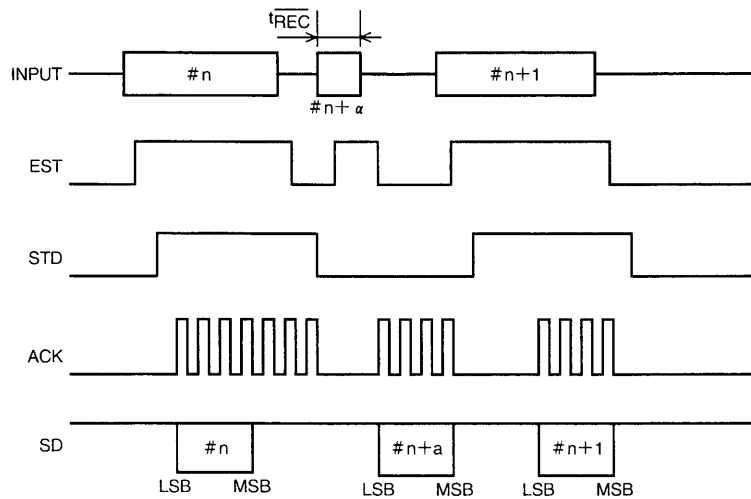 tREC
INPUT
#n
#n+α
#n+1
EST
STD
ACK
SD
#n
#n+a
#n+1
LSB MSB LSB MSB LSB MSB